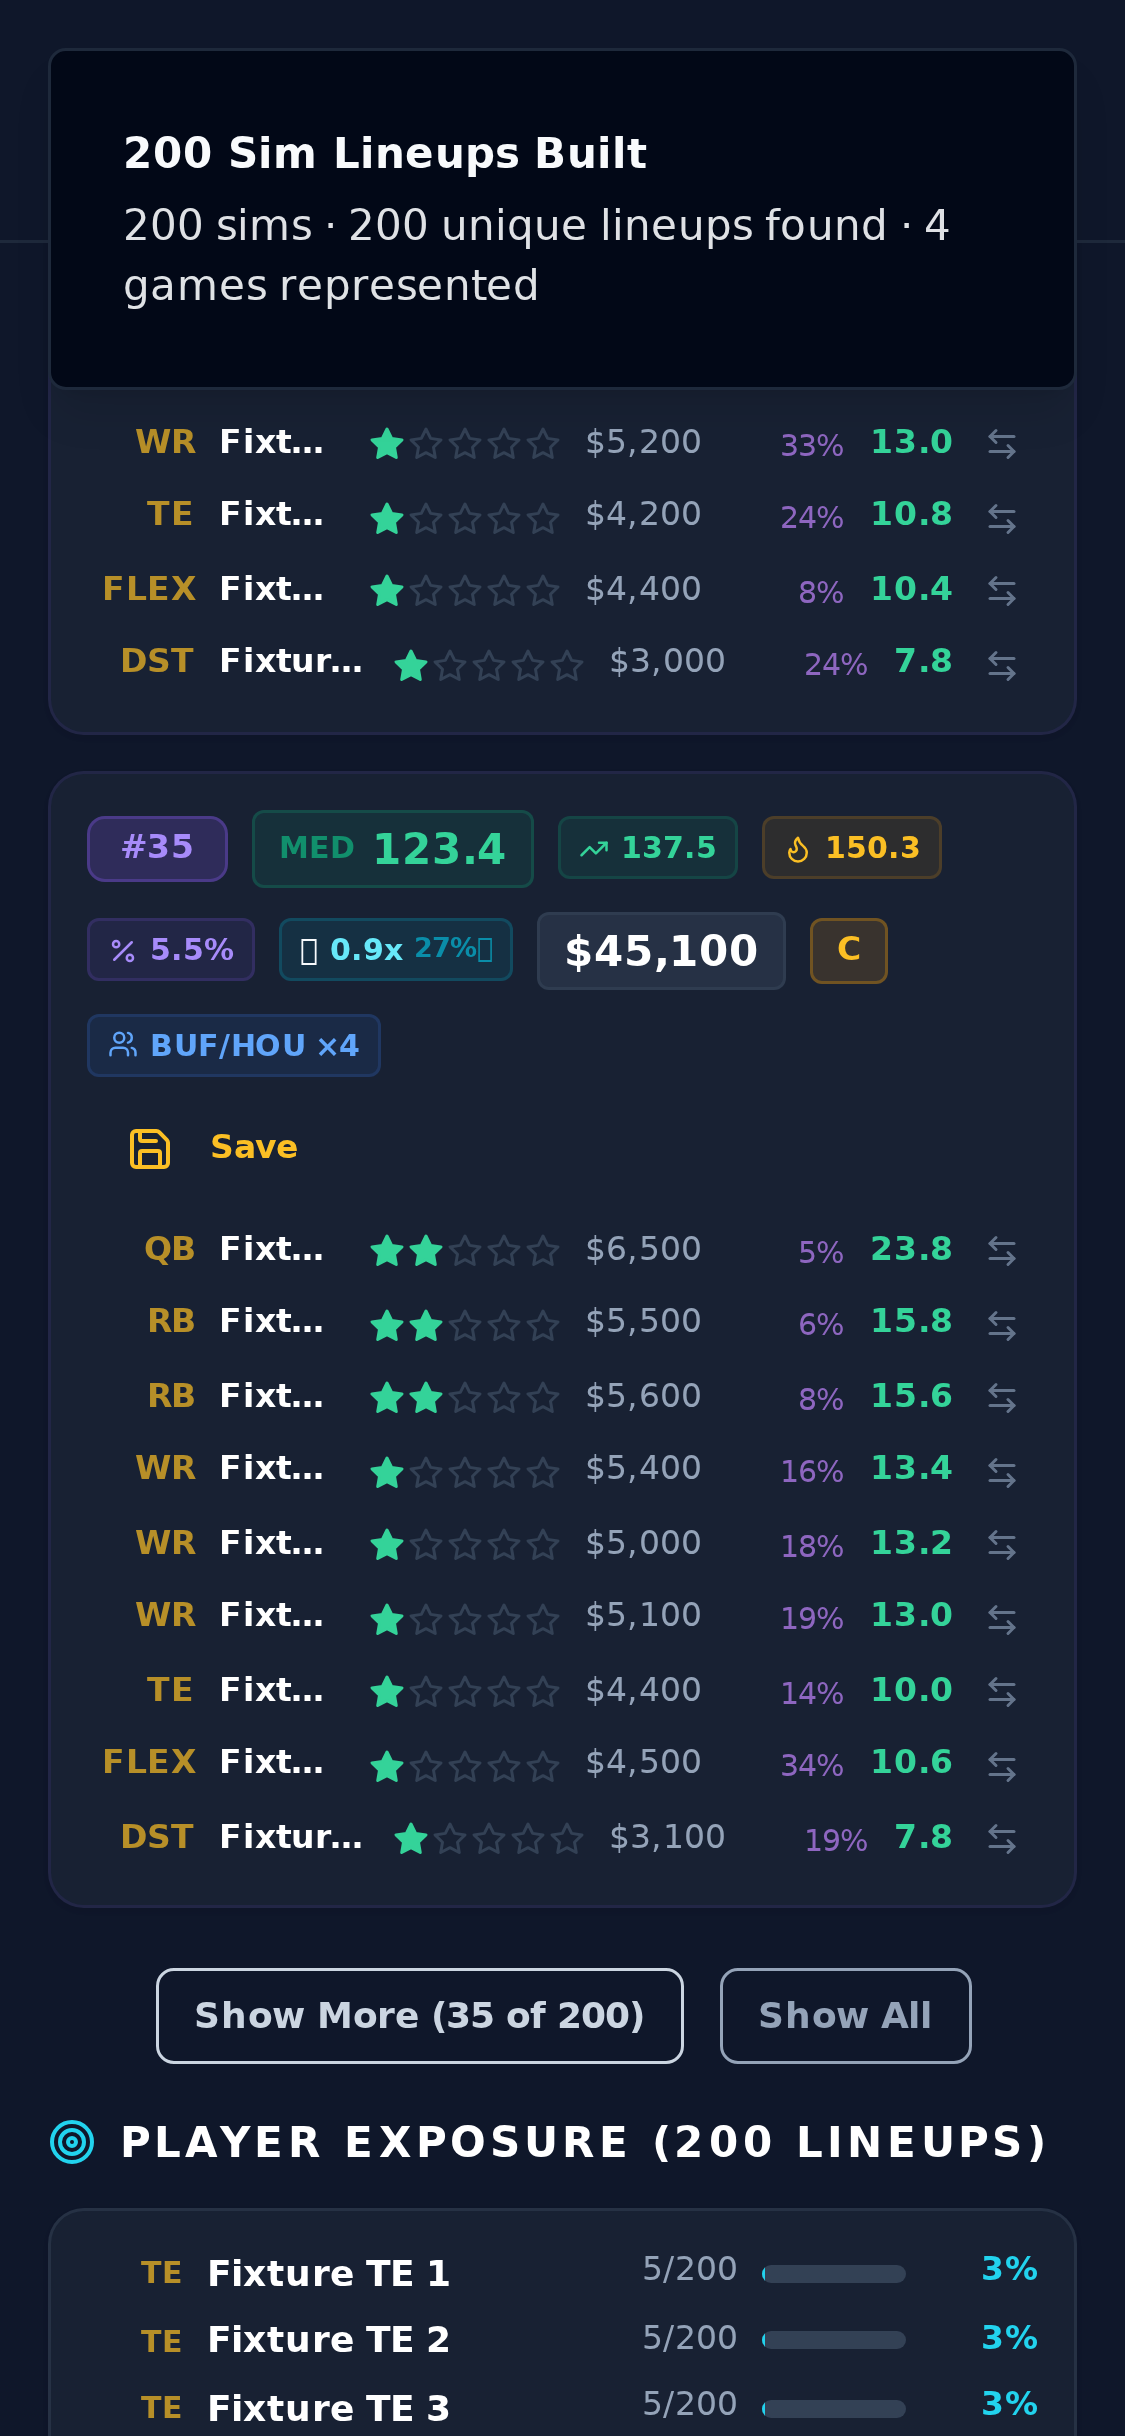 200 Sim Lineups Built
200 sims · 200 unique lineups found · 4
games represented
WR Fixt... $5,200 33% 13.0
TE Fixt... $4,200 24% 10.8
FLEX Fixt... $4,400 8% 10.4
DST Fixtur... $3,000 24% 7.8
#35 MED 123.4 137.5 150.3
5.5% 0.9x 27% $45,100 C
BUF/HOU ×4
Save
QB Fixt... $6,500 5% 23.8
RB Fixt... $5,500 6% 15.8
RB Fixt... $5,600 8% 15.6
WR Fixt... $5,400 16% 13.4
WR Fixt... $5,000 18% 13.2
WR Fixt... $5,100 19% 13.0
TE Fixt... $4,400 14% 10.0
FLEX Fixt... $4,500 34% 10.6
DST Fixtur... $3,100 19% 7.8
Show More (35 of 200) Show All
PLAYER EXPOSURE (200 LINEUPS)
TE Fixture TE 1 5/200 3%
TE Fixture TE 2 5/200 3%
TE Fixture TE 3 5/200 3%